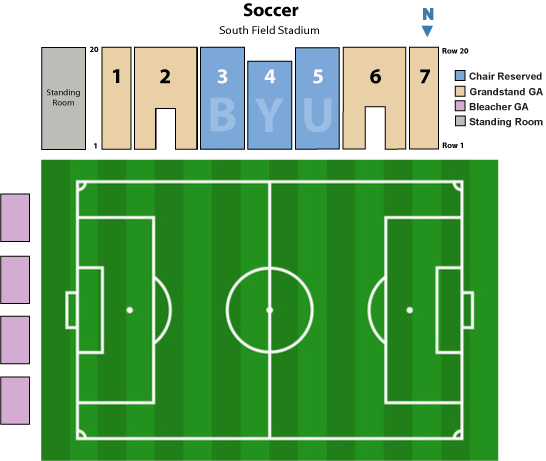 Soccer
South Field Stadium
N
20
Row 20
1 2 3 4 5 6 7
Standing
Room
B Y U
1
Row 1
Chair Reserved
Grandstand GA
Bleacher GA
Standing Room